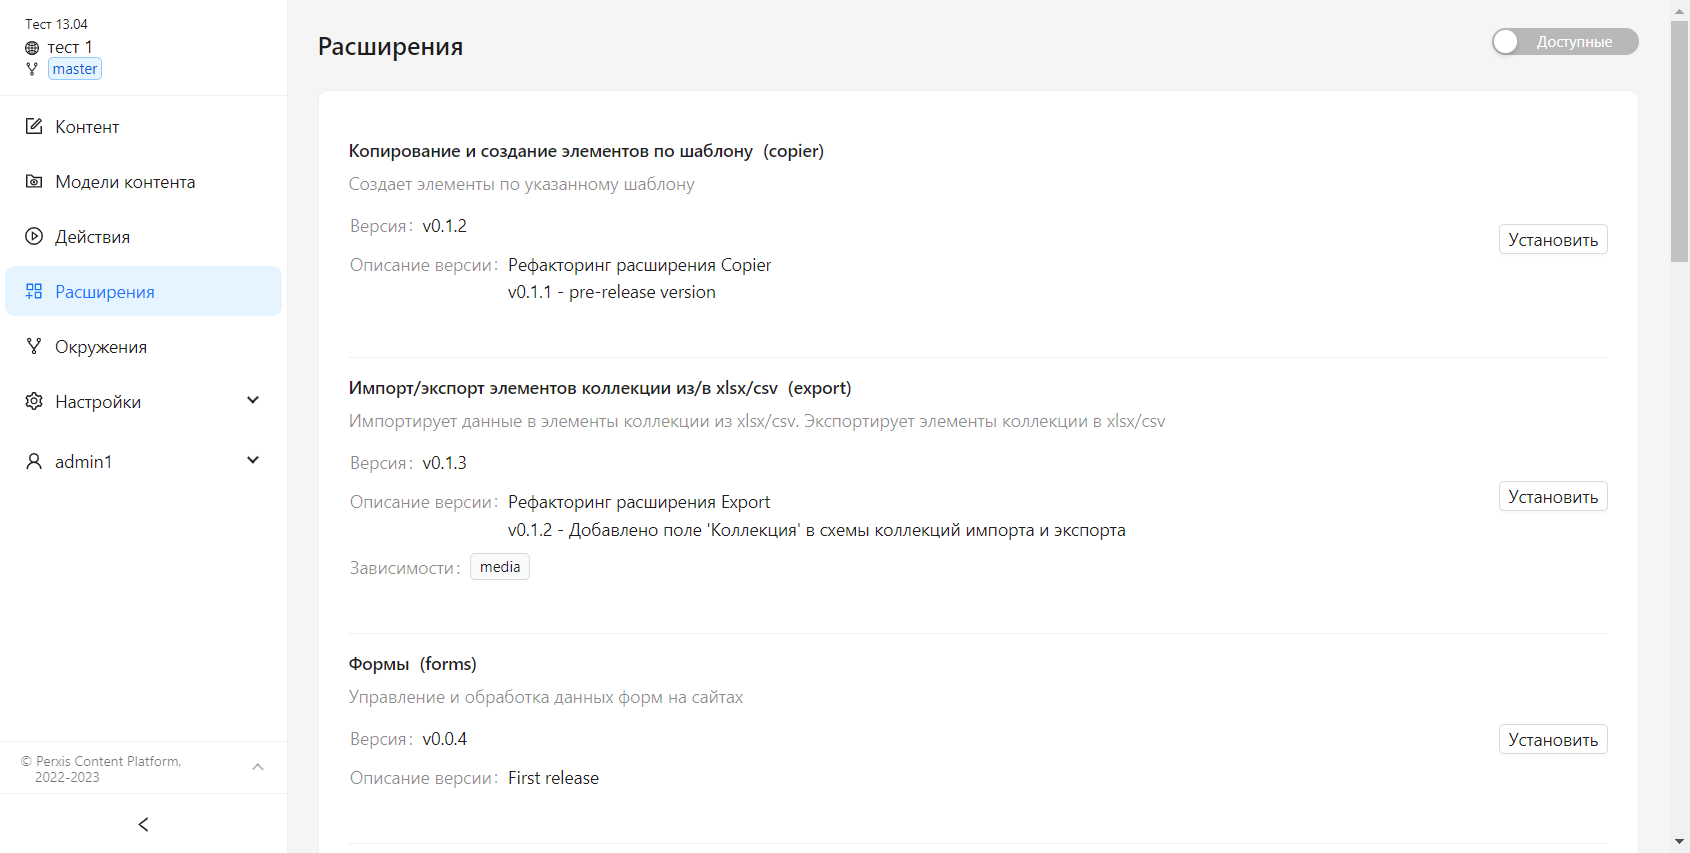 Тест 13.04
тест 1
master
Контент
Модели контента
Действия
Расширения
Окружения
Настройки
admin1
© Perxis Content Platform,
2022-2023
Расширения
Доступные
Копирование и создание элементов по шаблону (copier)
Создает элементы по указанному шаблону
Версия: v0.1.2
Установить
Описание версии: Рефакторинг расширения Copier
v0.1.1 - pre-release version
Импорт/экспорт элементов коллекции из/в xlsx/csv (export)
Импортирует данные в элементы коллекции из xlsx/csv. Экспортирует элементы коллекции в xlsx/csv
Версия: v0.1.3
Установить
Описание версии: Рефакторинг расширения Export
v0.1.2 - Добавлено поле 'Коллекция' в схемы коллекций импорта и экспорта
Зависимости: media
Формы (forms)
Управление и обработка данных форм на сайтах
Версия: v0.0.4
Установить
Описание версии: First release